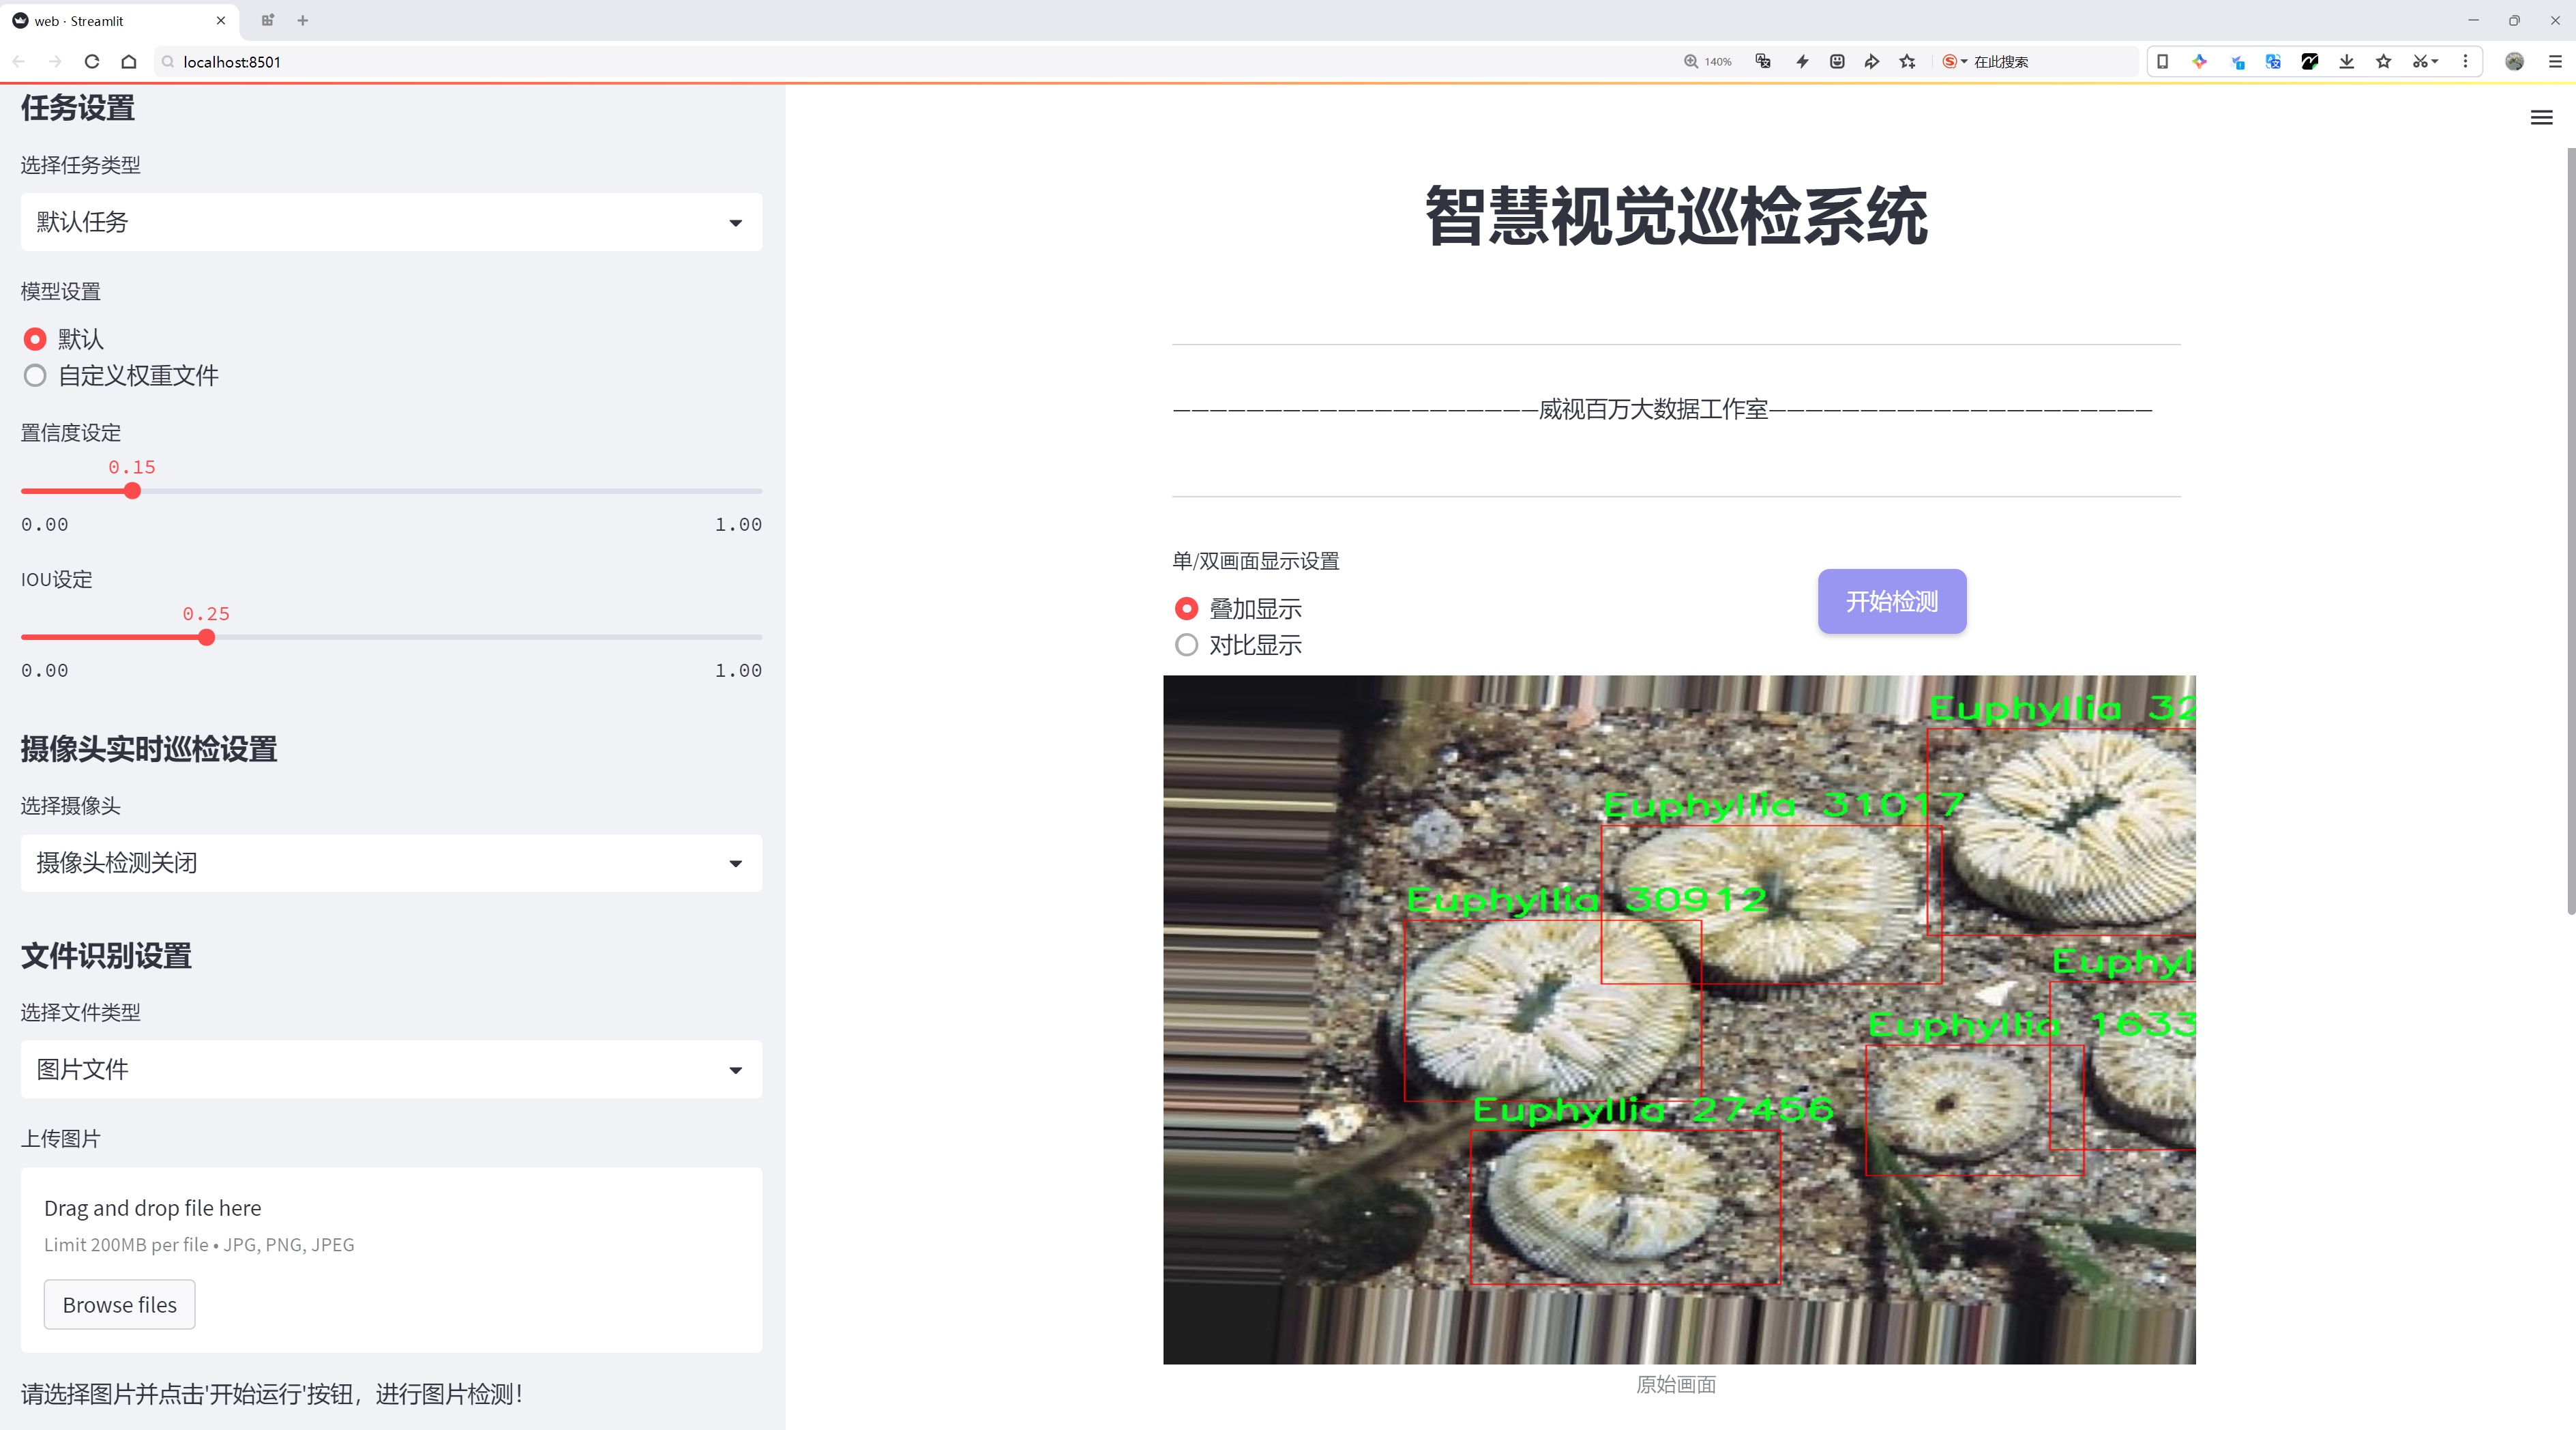 web · Streamlit
localhost:8501
140%
在此搜索
任务设置
选择任务类型
默认任务
模型设置
默认
自定义权重文件
置信度设定
0.15
0.00
1.00
IOU设定
0.25
0.00
1.00
摄像头实时巡检设置
选择摄像头
摄像头检测关闭
文件识别设置
选择文件类型
图片文件
上传图片
Drag and drop file here
Limit 200MB per file • JPG, PNG, JPEG
Browse files
请选择图片并点击'开始运行'按钮，进行图片检测！
智慧视觉巡检系统
————————————————————威视百万大数据工作室—————————————————————
单/双画面显示设置
叠加显示
对比显示
开始检测
Euphyllia 32
Euphyllia 31017
Euphyllia 30912
Euphyl
Euphyllia 1633
Euphyllia 27456
原始画面